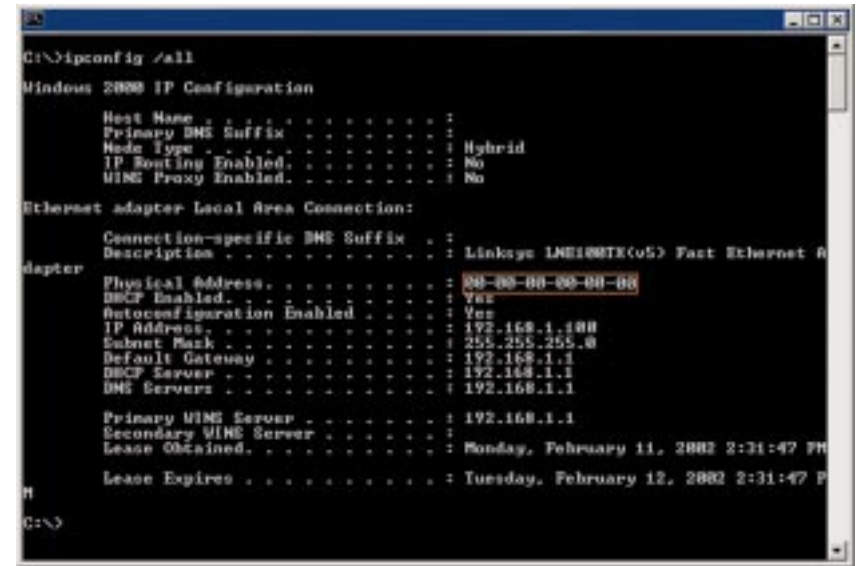 C:\>ipconfig /all
Windows 2000 IP Configuration
Host Name . . . . . . . . . . . . :
Primary DNS Suffix  . . . . . . . :
Node Type . . . . . . . . . . . . : Hybrid
IP Routing Enabled. . . . . . . . : No
WINS Proxy Enabled. . . . . . . . : No
Ethernet adapter Local Area Connection:
Connection-specific DNS Suffix  . :
Description . . . . . . . . . . . : Linksys LNE100TX(v5) Fast Ethernet A
dapter
Physical Address. . . . . . . . . : 00-00-00-00-00-00
DHCP Enabled. . . . . . . . . . . : Yes
Autoconfiguration Enabled . . . . : Yes
IP Address. . . . . . . . . . . . : 192.168.1.100
Subnet Mask . . . . . . . . . . . : 255.255.255.0
Default Gateway . . . . . . . . . : 192.168.1.1
DHCP Server . . . . . . . . . . . : 192.168.1.1
DNS Servers . . . . . . . . . . . : 192.168.1.1
Primary WINS Server . . . . . . . : 192.168.1.1
Secondary WINS Server . . . . . . :
Lease Obtained. . . . . . . . . . : Monday, February 11, 2002 2:31:47 PM
Lease Expires . . . . . . . . . . : Tuesday, February 12, 2002 2:31:47 P
M
C:\>